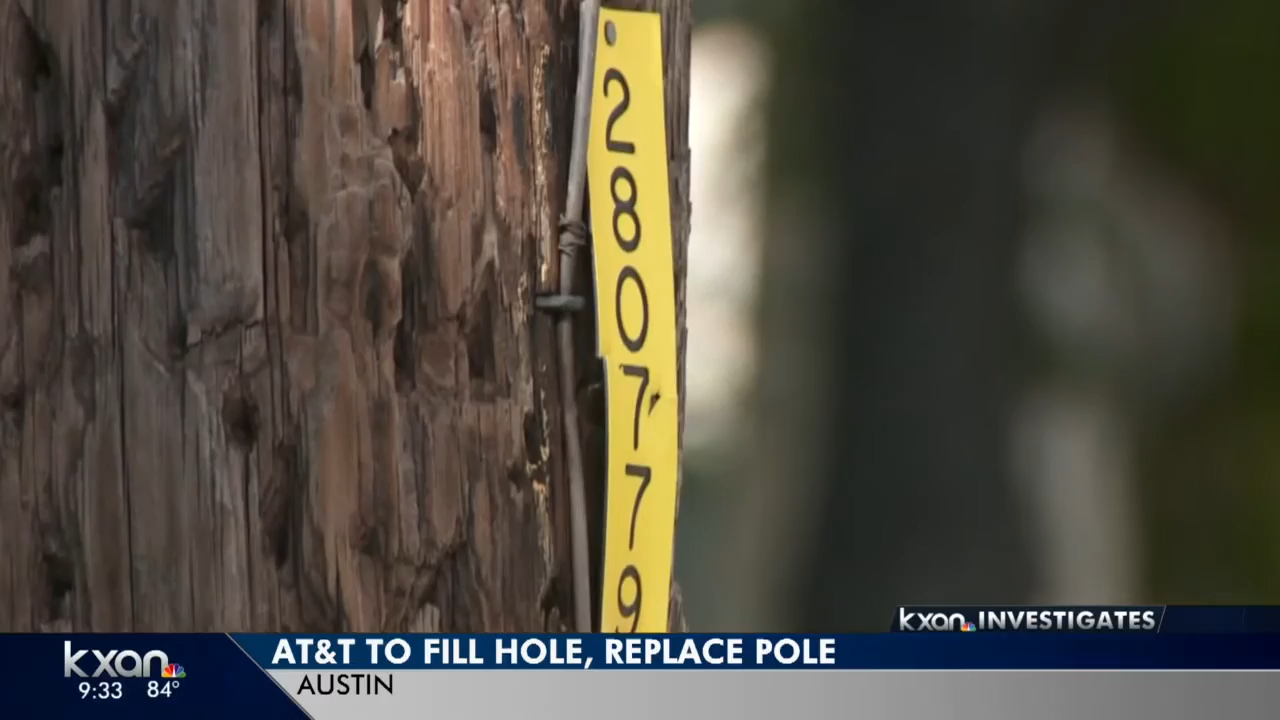 280779
kxan INVESTIGATES
AT&T TO FILL HOLE, REPLACE POLE
kxan
9:33 84°
AUSTIN